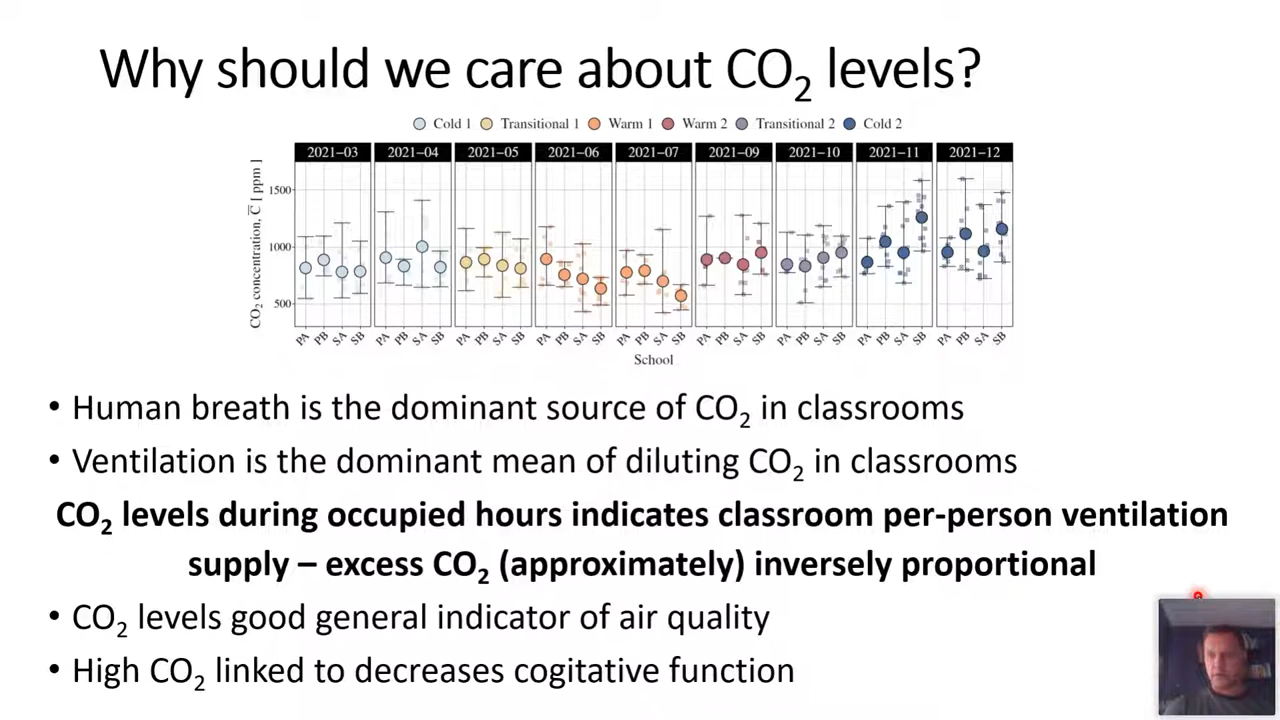 Why should we care about CO2 levels?
Cold 1 Transitional 1 Warm 1 Warm 2 Transitional 2 Cold 2
2021–03 2021–04 2021–05 2021–06 2021–07 2021–09 2021–10 2021–11 2021–12
CO2 concentration, C [ ppm ]
1500
1000
500
PA PB SA SB PA PB SA SB PA PB SA SB PA PB SA SB PA PB SA SB PA PB SA SB PA PB SA SB PA PB SA SB PA PB SA SB
School
• Human breath is the dominant source of CO2 in classrooms
• Ventilation is the dominant mean of diluting CO2 in classrooms
CO2 levels during occupied hours indicates classroom per-person ventilation
supply – excess CO2 (approximately) inversely proportional
• CO2 levels good general indicator of air quality
• High CO2 linked to decreases cogitative function